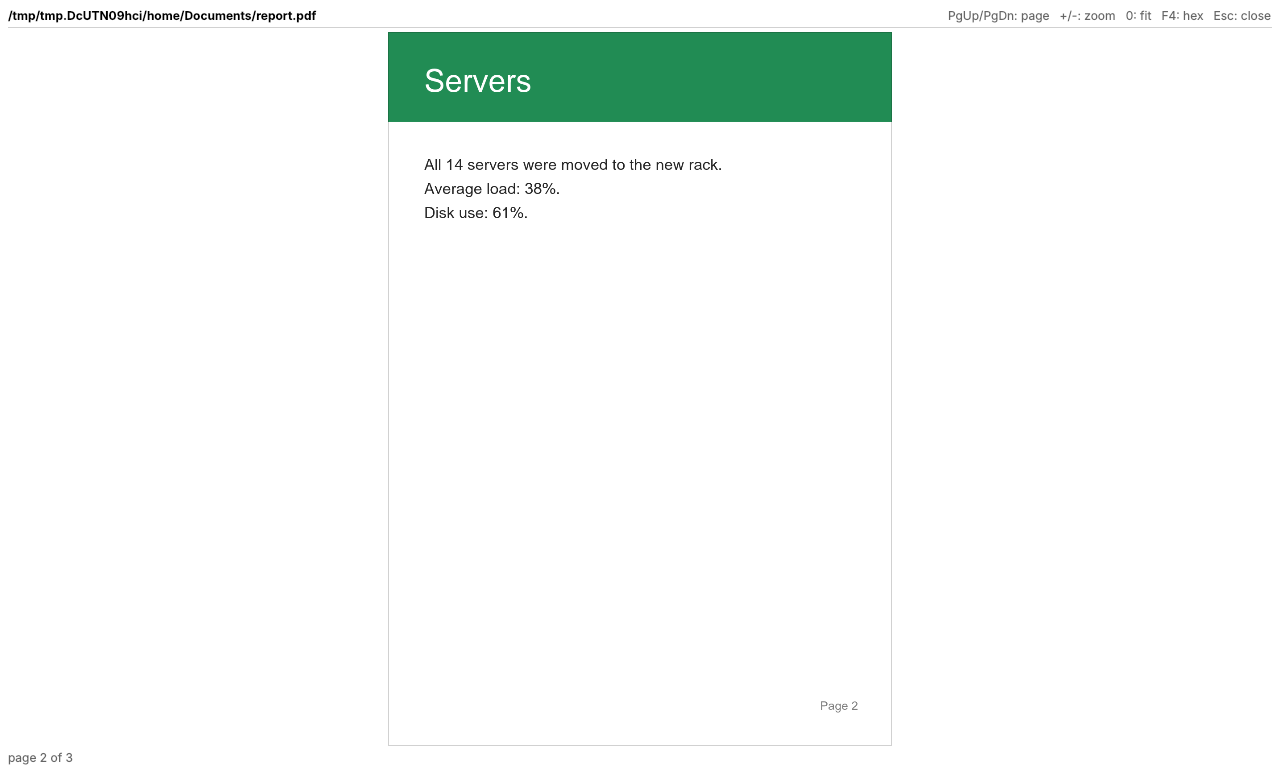 /tmp/tmp.DcUTN09hci/home/Documents/report.pdf
PgUp/PgDn: page +/-: zoom 0: fit F4: hex Esc: close
Servers
All 14 servers were moved to the new rack.
Average load: 38%.
Disk use: 61%.
Page 2
page 2 of 3